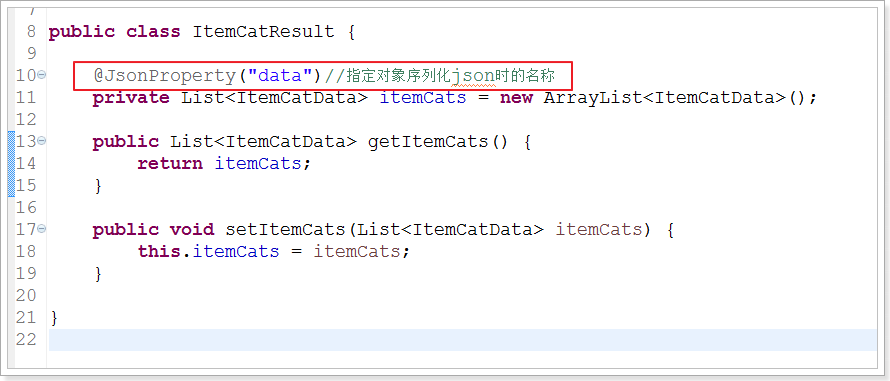 7
8 public class ItemCatResult {
9
10 @JsonProperty("data")//指定对象序列化json时的名称
11 private List<ItemCatData> itemCats = new ArrayList<ItemCatData>();
12
13 public List<ItemCatData> getItemCats() {
14 return itemCats;
15 }
16
17 public void setItemCats(List<ItemCatData> itemCats) {
18 this.itemCats = itemCats;
19 }
20
21 }
22